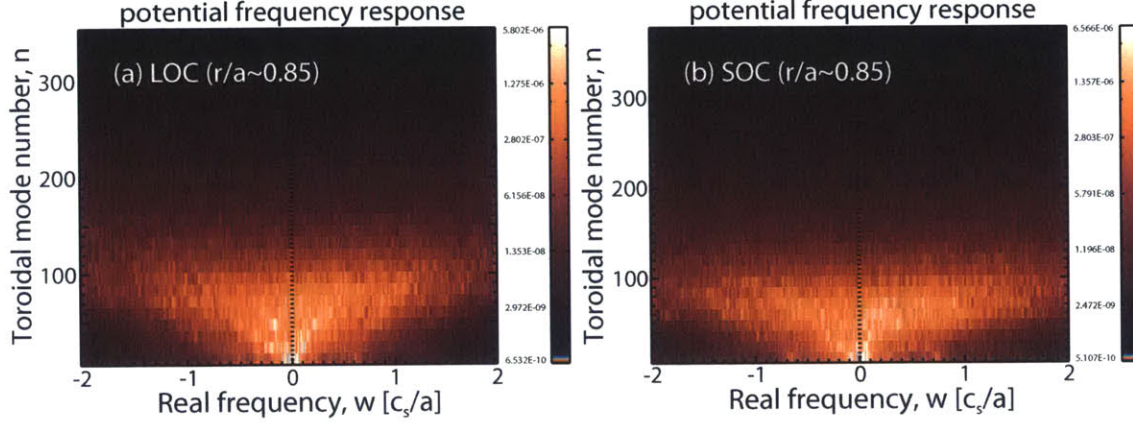 potential frequency response
potential frequency response
(a) LOC (r/a~0.85)
(b) SOC (r/a~0.85)
Toroidal mode number, n
300
200
100
-2
-1
0
1
2
Real frequency, w [cₛ/a]
5.802E-06
1.275E-06
2.802E-07
6.156E-08
1.353E-08
2.972E-09
6.532E-10
Toroidal mode number, n
300
200
100
-2
-1
0
1
2
Real frequency, w [cₛ/a]
6.566E-06
1.357E-06
2.803E-07
5.791E-08
1.196E-08
2.472E-09
5.107E-10